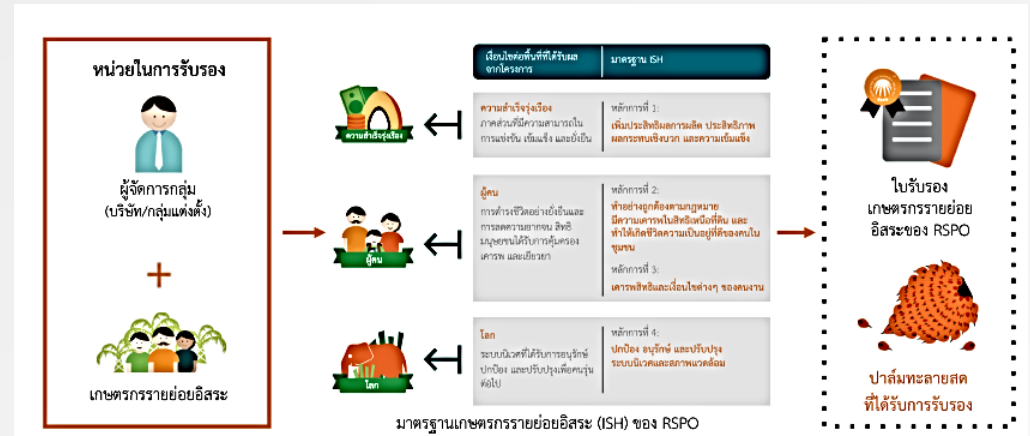 หน่วยในการรับรอง
ผู้จัดการกลุ่ม
(บริษัท/กลุ่มแต่งตั้ง)
+
เกษตรกรรายย่อยอิสระ
เงื่อนไขต่อพื้นที่ที่ได้รับผล
จากโครงการ
มาตรฐาน ISH
ความสำเร็จรุ่งเรือง
ความสำเร็จรุ่งเรือง
ภาคส่วนที่มีความสามารถใน
การแข่งขัน เข้มแข็ง และยั่งยืน
หลักการที่ 1:
เพิ่มประสิทธิผลการผลิต ประสิทธิภาพ
ผลกระทบเชิงบวก และความเข้มแข็ง
ผู้คน
ผู้คน
การดำรงชีวิตอย่างยั่งยืนและ
การลดความยากจน สิทธิ
มนุษยชนได้รับการคุ้มครอง
เคารพ และเยียวยา
หลักการที่ 2:
ทำอย่างถูกต้องตามกฎหมาย
มีความเคารพในสิทธิเหนือที่ดิน และ
ทำให้เกิดชีวิตความเป็นอยู่ที่ดีของคนใน
ชุมชน
หลักการที่ 3:
เคารพสิทธิและเงื่อนไขต่างๆ ของคนงาน
โลก
โลก
ระบบนิเวศที่ได้รับการอนุรักษ์
ปกป้อง และปรับปรุงเพื่อคนรุ่น
ต่อไป
หลักการที่ 4:
ปกป้อง อนุรักษ์ และปรับปรุง
ระบบนิเวศและสภาพแวดล้อม
มาตรฐานเกษตรกรรายย่อยอิสระ (ISH) ของ RSPO
ใบรับรอง
เกษตรกรรายย่อย
อิสระของ RSPO
ปาล์มทะลายสด
ที่ได้รับการรับรอง